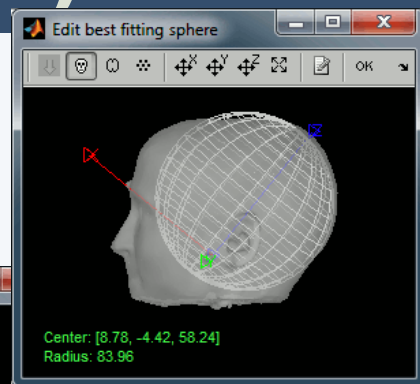 Edit best fitting sphere
X Y Z OK
X
Z
Y
Center: [8.78, -4.42, 58.24]
Radius: 83.96